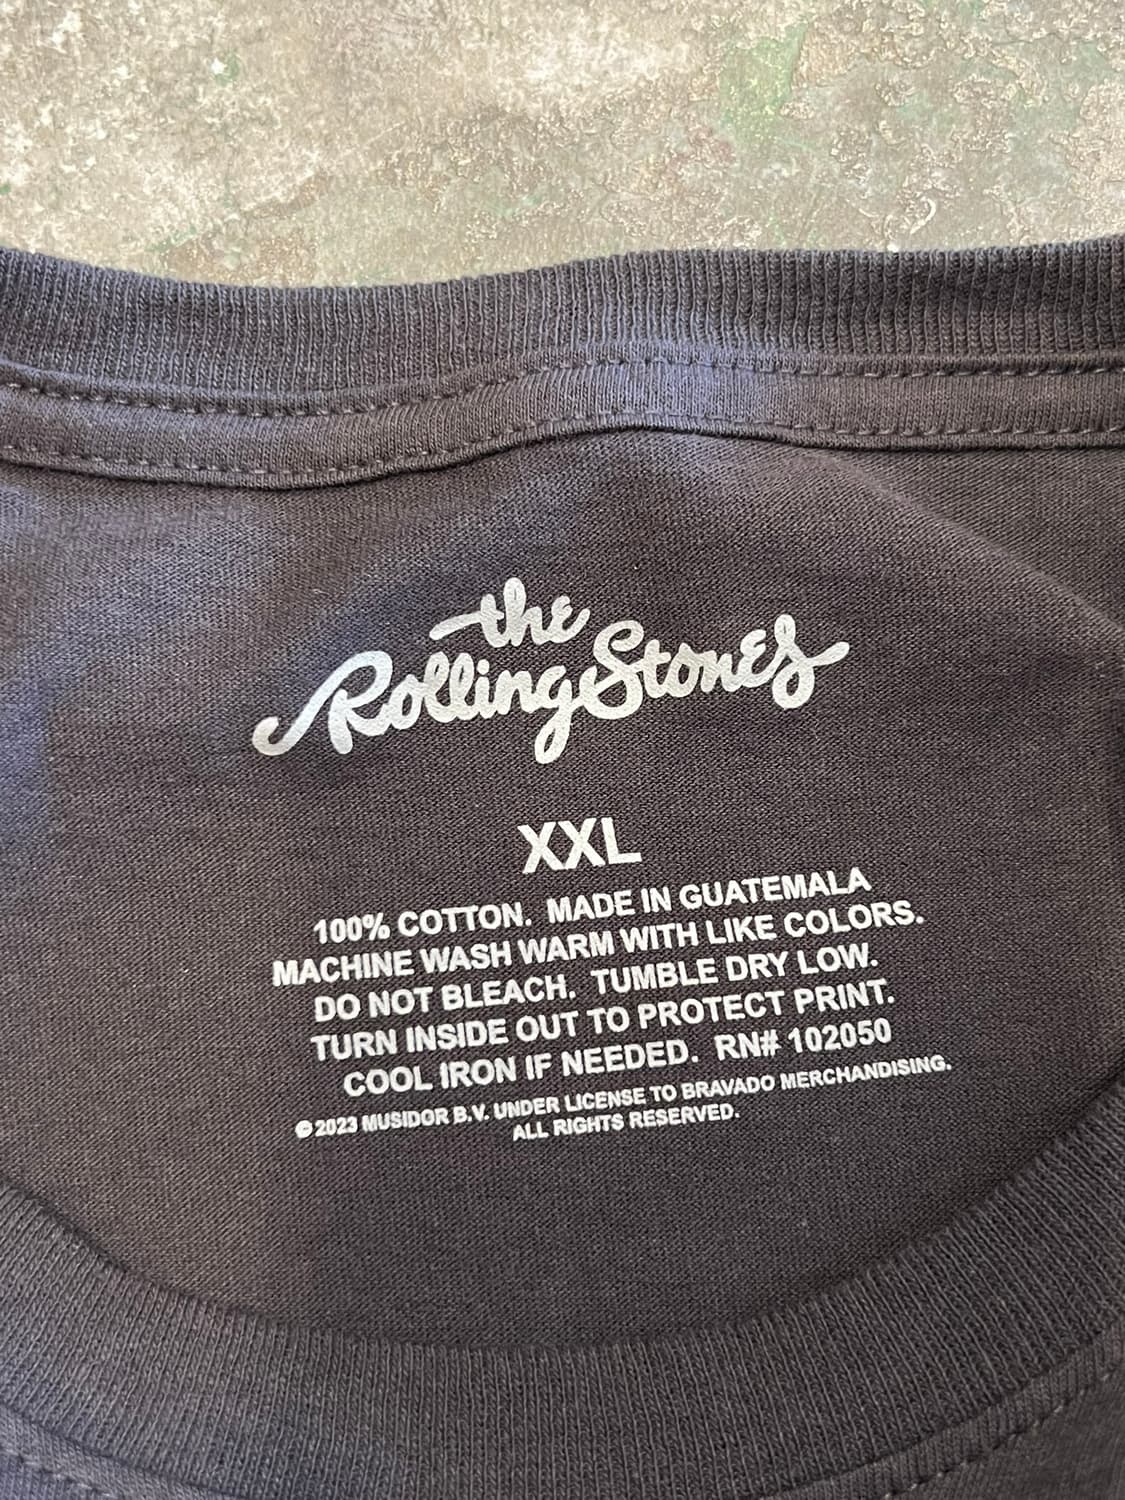 the
Rolling Stones
XXL
100% COTTON. MADE IN GUATEMALA
MACHINE WASH WARM WITH LIKE COLORS.
DO NOT BLEACH. TUMBLE DRY LOW.
TURN INSIDE OUT TO PROTECT PRINT.
COOL IRON IF NEEDED. RN# 102050
©2023 MUSIDOR B.V. UNDER LICENSE TO BRAVADO MERCHANDISING.
ALL RIGHTS RESERVED.